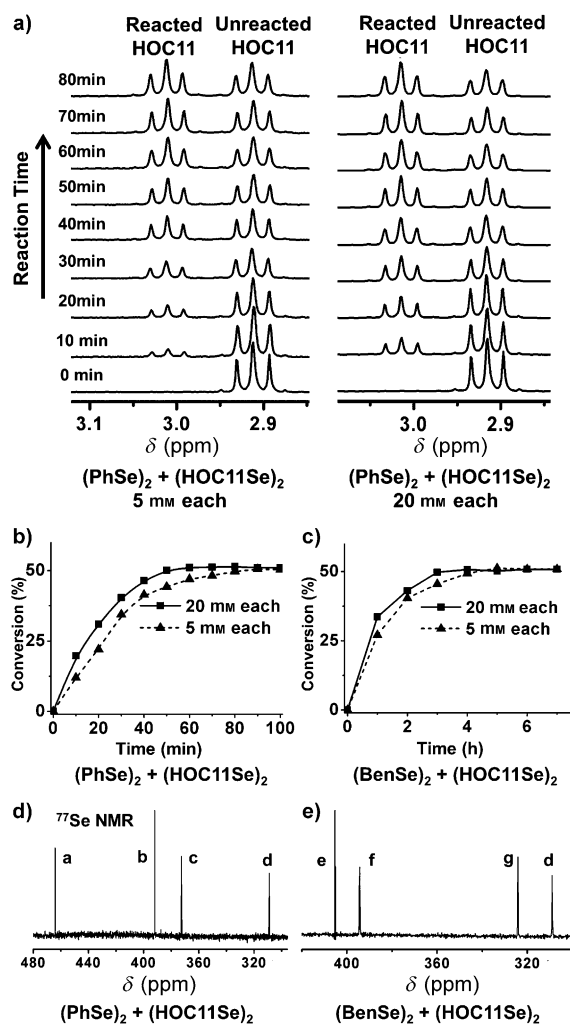 a)
Reacted HOC11
Unreacted HOC11
Reacted HOC11
Unreacted HOC11
Reaction Time
80min
70min
60min
50min
40min
30min
20min
10 min
0 min
3.1 3.0 2.9
3.0 2.9
δ (ppm)
δ (ppm)
(PhSe)₂ + (HOC11Se)₂
5 mM each
(PhSe)₂ + (HOC11Se)₂
20 mM each
b)
Conversion (%)
50
25
0
20 mM each
5 mM each
0 20 40 60 80 100
Time (min)
(PhSe)₂ + (HOC11Se)₂
c)
Conversion (%)
50
25
0
20 mM each
5 mM each
0 2 4 6
Time (h)
(BenSe)₂ + (HOC11Se)₂
d)
⁷⁷Se NMR
a b c d
480 440 400 360 320
δ (ppm)
(PhSe)₂ + (HOC11Se)₂
e)
e f g d
400 360 320
δ (ppm)
(BenSe)₂ + (HOC11Se)₂